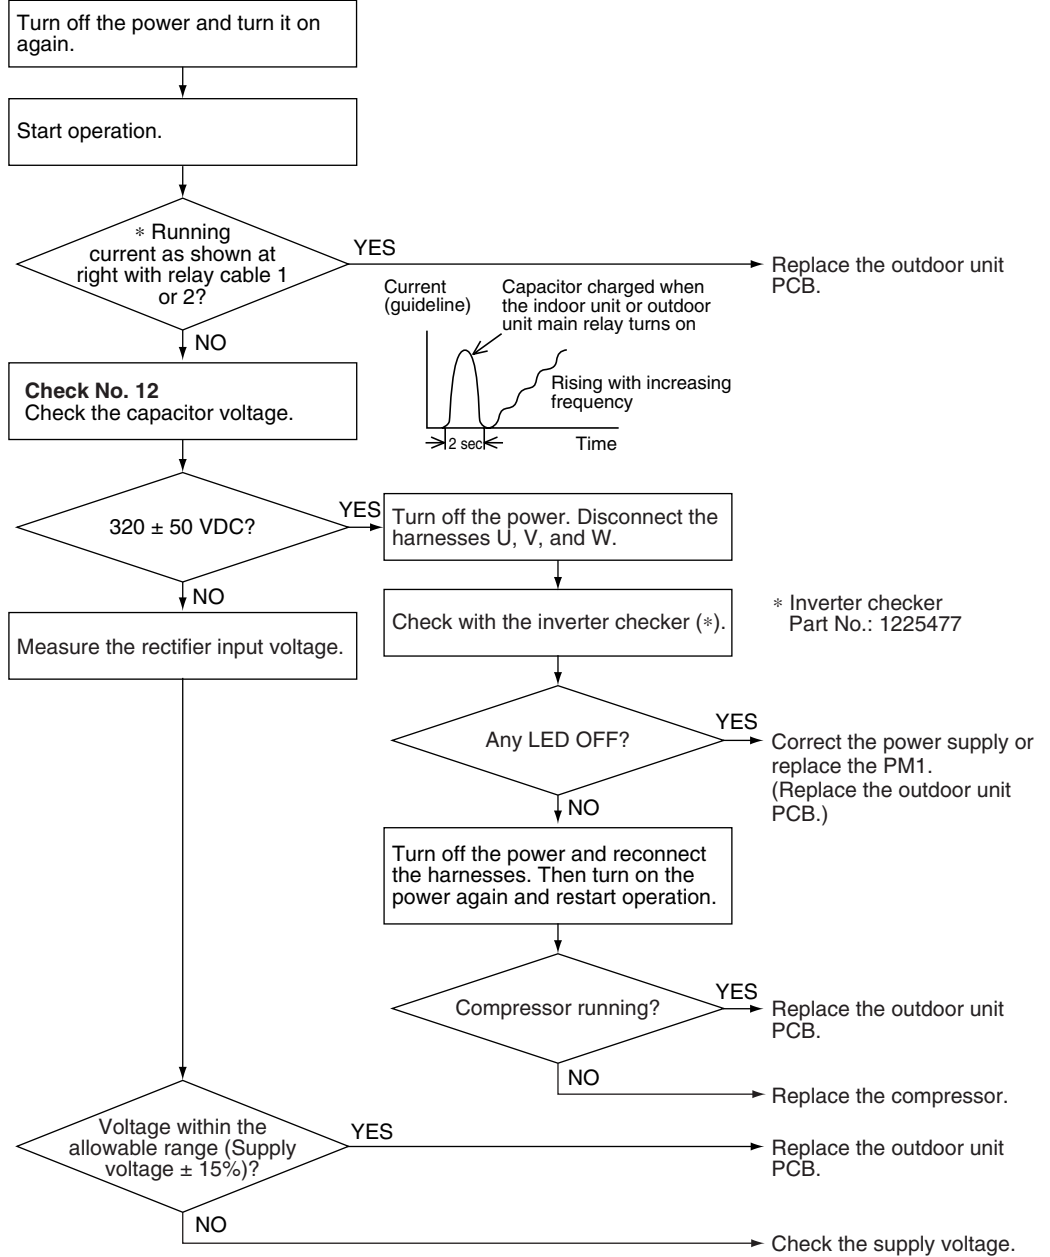 Turn off the power and turn it on
again.
Start operation.
* Running
current as shown at
right with relay cable 1
or 2?
YES
Replace the outdoor unit
PCB.
NO
Current
(guideline)
Capacitor charged when
the indoor unit or outdoor
unit main relay turns on
Rising with increasing
frequency
2 sec
Time
Check No. 12
Check the capacitor voltage.
320 ± 50 VDC?
YES
Turn off the power. Disconnect the
harnesses U, V, and W.
NO
Check with the inverter checker (*).
* Inverter checker
Part No.: 1225477
Measure the rectifier input voltage.
Any LED OFF?
YES
Correct the power supply or
replace the PM1.
(Replace the outdoor unit
PCB.)
NO
Turn off the power and reconnect
the harnesses. Then turn on the
power again and restart operation.
Compressor running?
YES
Replace the outdoor unit
PCB.
NO
Replace the compressor.
Voltage within the
allowable range (Supply
voltage ± 15%)?
YES
Replace the outdoor unit
PCB.
NO
Check the supply voltage.